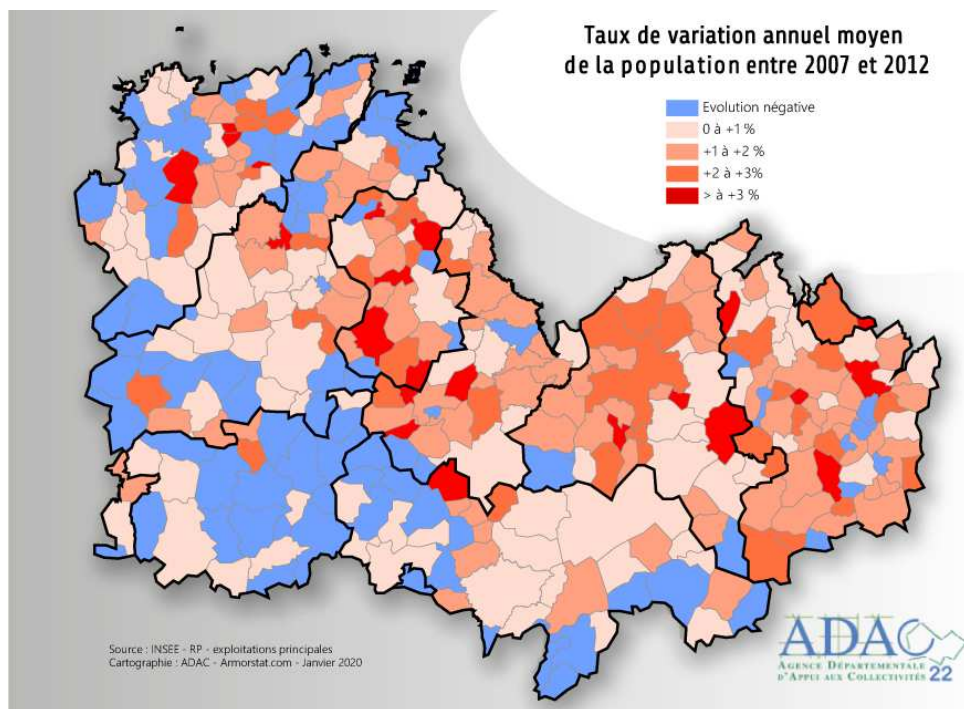 Taux de variation annuel moyen
de la population entre 2007 et 2012
Evolution négative
0 à +1 %
+1 à +2 %
+2 à +3%
> à +3 %
Source : INSEE - RP - exploitations principales
Cartographie : ADAC - Armorstat.com - Janvier 2020
ADAC
AGENCE DÉPARTEMENTALE
D'APPUI AUX COLLECTIVITÉS 22